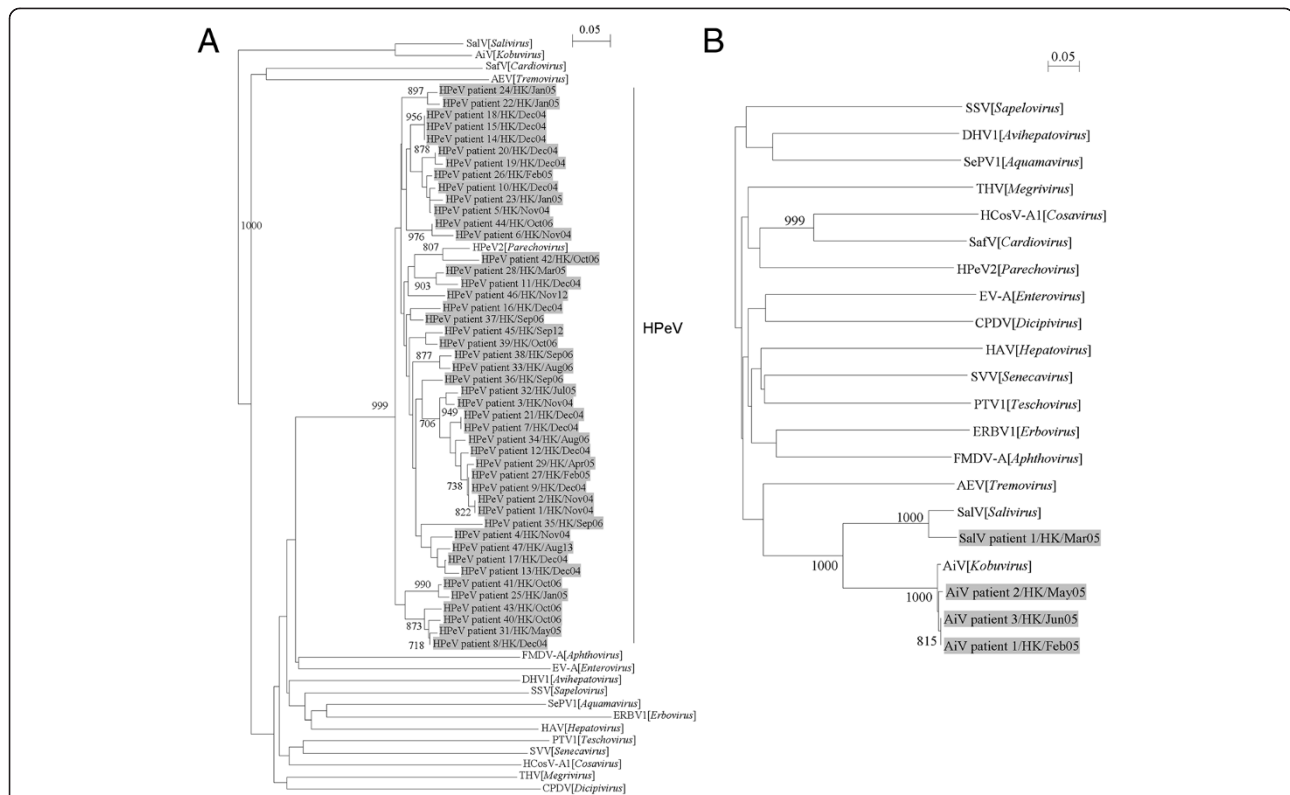 A
0.05
SalV[Salivirus]
AiV[Kobuvirus]
SafV[Cardiovirus]
AEV[Tremovirus]
897
HPeV patient 24/HK/Jan05
HPeV patient 22/HK/Jan05
956
HPeV patient 18/HK/Dec04
HPeV patient 15/HK/Dec04
HPeV patient 14/HK/Dec04
878
HPeV patient 20/HK/Dec04
HPeV patient 19/HK/Dec04
HPeV patient 26/HK/Feb05
HPeV patient 10/HK/Dec04
HPeV patient 23/HK/Jan05
HPeV patient 5/HK/Nov04
1000
HPeV patient 44/HK/Oct06
976
HPeV patient 6/HK/Nov04
807
HPeV2[Parechovirus]
HPeV patient 42/HK/Oct06
HPeV patient 28/HK/Mar05
903
HPeV patient 11/HK/Dec04
HPeV patient 46/HK/Nov12
HPeV patient 16/HK/Dec04
HPeV patient 37/HK/Sep06
HPeV patient 45/HK/Sep12
HPeV patient 39/HK/Oct06
HPeV
877
HPeV patient 38/HK/Sep06
HPeV patient 33/HK/Aug06
HPeV patient 36/HK/Sep06
HPeV patient 32/HK/Jul05
999
HPeV patient 3/HK/Nov04
949
HPeV patient 21/HK/Dec04
706
HPeV patient 7/HK/Dec04
HPeV patient 34/HK/Aug06
HPeV patient 12/HK/Dec04
HPeV patient 29/HK/Apr05
HPeV patient 27/HK/Feb05
738
HPeV patient 9/HK/Dec04
HPeV patient 2/HK/Nov04
822
HPeV patient 1/HK/Nov04
HPeV patient 35/HK/Sep06
HPeV patient 4/HK/Nov04
HPeV patient 47/HK/Aug13
HPeV patient 17/HK/Dec04
HPeV patient 13/HK/Dec04
990
HPeV patient 41/HK/Oct06
HPeV patient 25/HK/Jan05
HPeV patient 43/HK/Oct06
873
HPeV patient 40/HK/Oct06
HPeV patient 31/HK/May05
718
HPeV patient 8/HK/Dec04
FMDV-A[Aphthovirus]
EV-A[Enterovirus]
DHV1[Avihepatovirus]
SSV[Sapelovirus]
SePV1[Aquamavirus]
ERBV1[Erbovirus]
HAV[Hepatovirus]
PTV1[Teschovirus]
SVV[Senecavirus]
HCosV-A1[Cosavirus]
THV[Megrivirus]
CPDV[Dicipivirus]
B
0.05
SSV[Sapelovirus]
DHV1[Avihepatovirus]
SePV1[Aquamavirus]
THV[Megrivirus]
999
HCosV-A1[Cosavirus]
SafV[Cardiovirus]
HPeV2[Parechovirus]
EV-A[Enterovirus]
CPDV[Dicipivirus]
HAV[Hepatovirus]
SVV[Senecavirus]
PTV1[Teschovirus]
ERBV1[Erbovirus]
FMDV-A[Aphthovirus]
AEV[Tremovirus]
SalV[Salivirus]
1000
SalV patient 1/HK/Mar05
1000
AiV[Kobuvirus]
AiV patient 2/HK/May05
1000
AiV patient 3/HK/Jun05
815
AiV patient 1/HK/Feb05